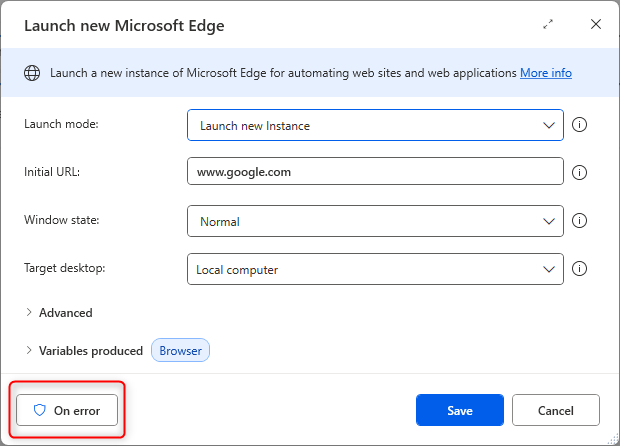 Launch new Microsoft Edge
Launch a new instance of Microsoft Edge for automating web sites and web applications More info
Launch mode: Launch new Instance
Initial URL: www.google.com
Window state: Normal
Target desktop: Local computer
Advanced
Variables produced Browser
On error Save Cancel